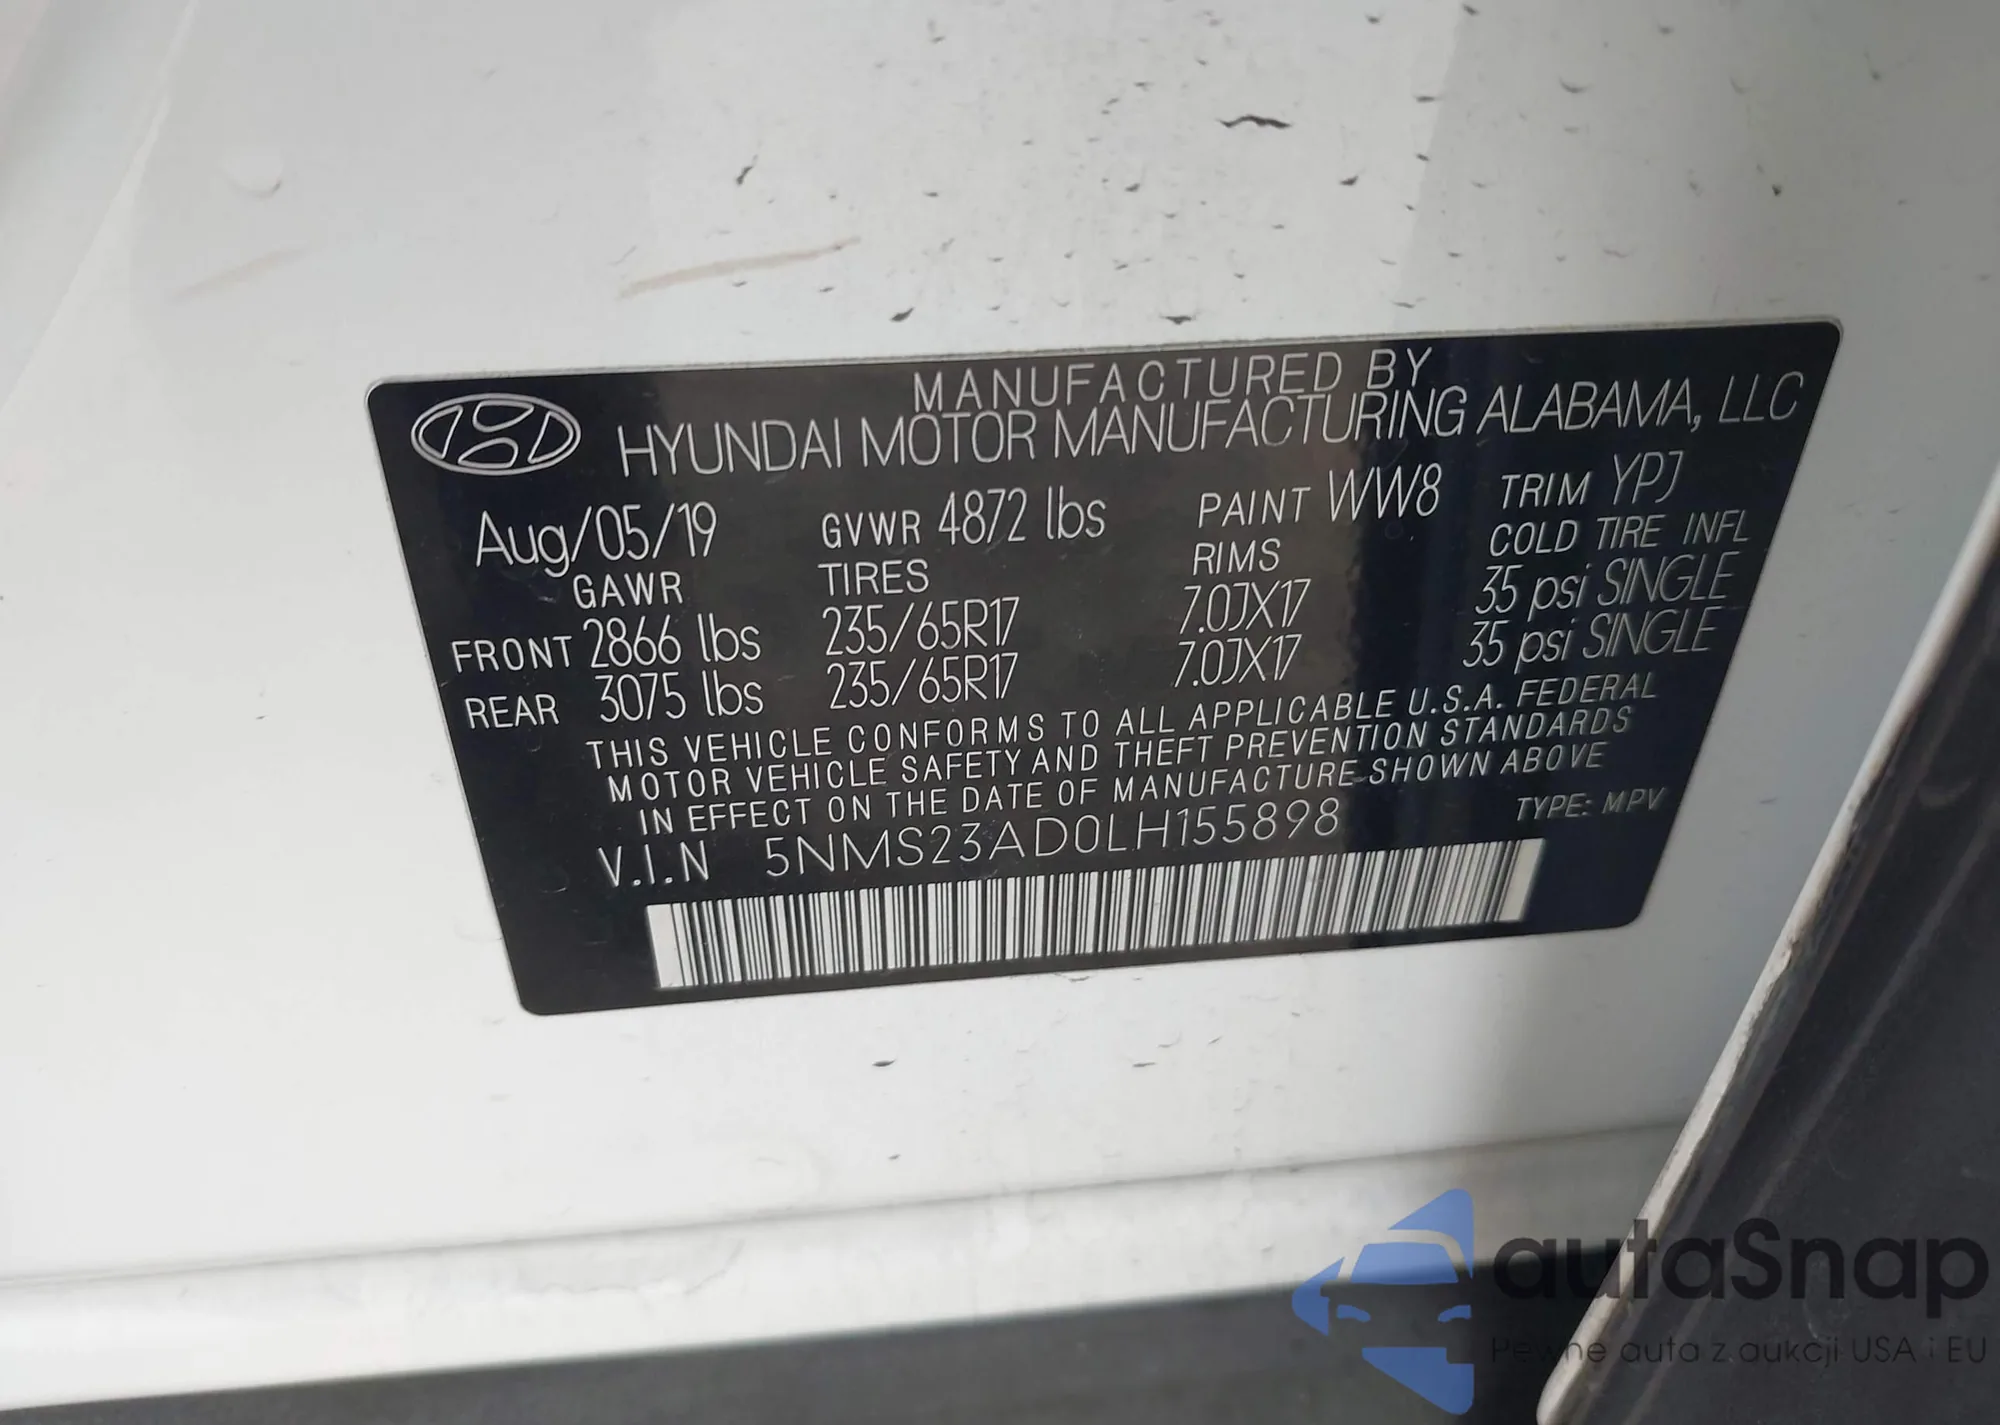 MANUFACTURED BY
HYUNDAI MOTOR MANUFACTURING ALABAMA, LLC
Aug/05/19 GVWR 4872 lbs PAINT WW8 TRIM YPJ
GAWR TIRES RIMS COLD TIRE INFL
FRONT 2866 lbs 235/65R17 7.0JX17 35 psi SINGLE
REAR 3075 lbs 235/65R17 7.0JX17 35 psi SINGLE
THIS VEHICLE CONFORMS TO ALL APPLICABLE U.S.A. FEDERAL
MOTOR VEHICLE SAFETY AND THEFT PREVENTION STANDARDS
IN EFFECT ON THE DATE OF MANUFACTURE SHOWN ABOVE
V.I.N 5NMS23AD0LH155898 TYPE: MPV
autaSnap
Pewne auta z aukcji USA i EU